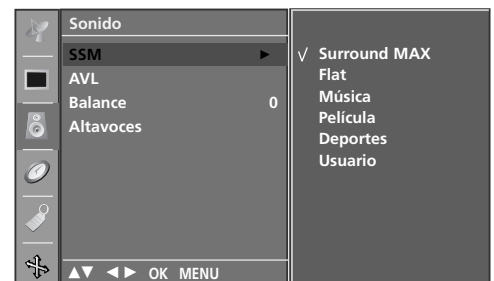 Sonido
SSM ►
AVL
Balance 0
Altavoces
▲▼ ◄► OK MENU
√ Surround MAX
Flat
Música
Película
Deportes
Usuario